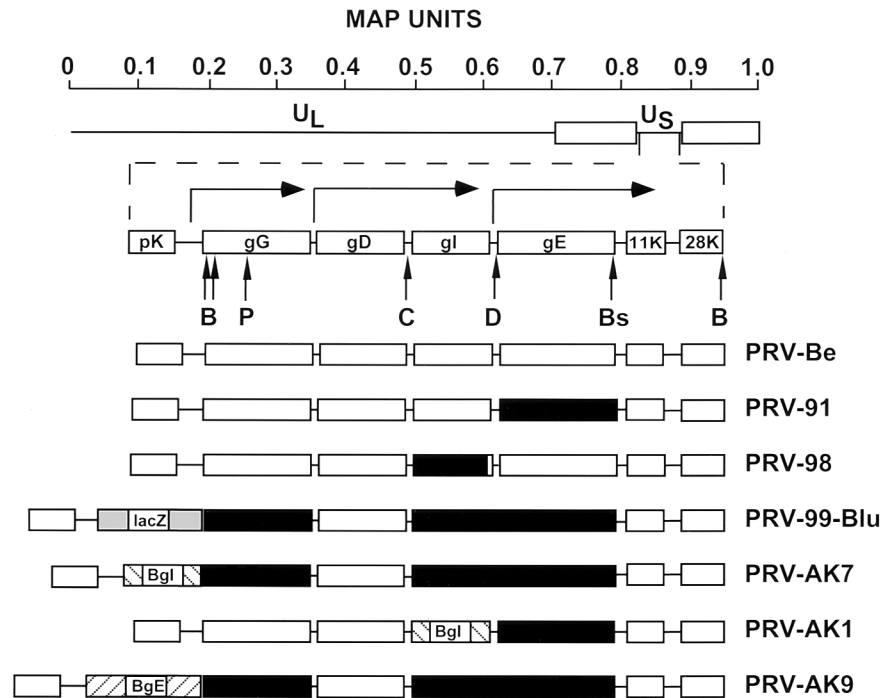 MAP UNITS
0 0.1 0.2 0.3 0.4 0.5 0.6 0.7 0.8 0.9 1.0
UL US
pK gG gD gI gE 11K 28K
B P C D Bs B
PRV-Be
PRV-91
PRV-98
lacZ PRV-99-Blu
BgI PRV-AK7
BgI PRV-AK1
BgE PRV-AK9